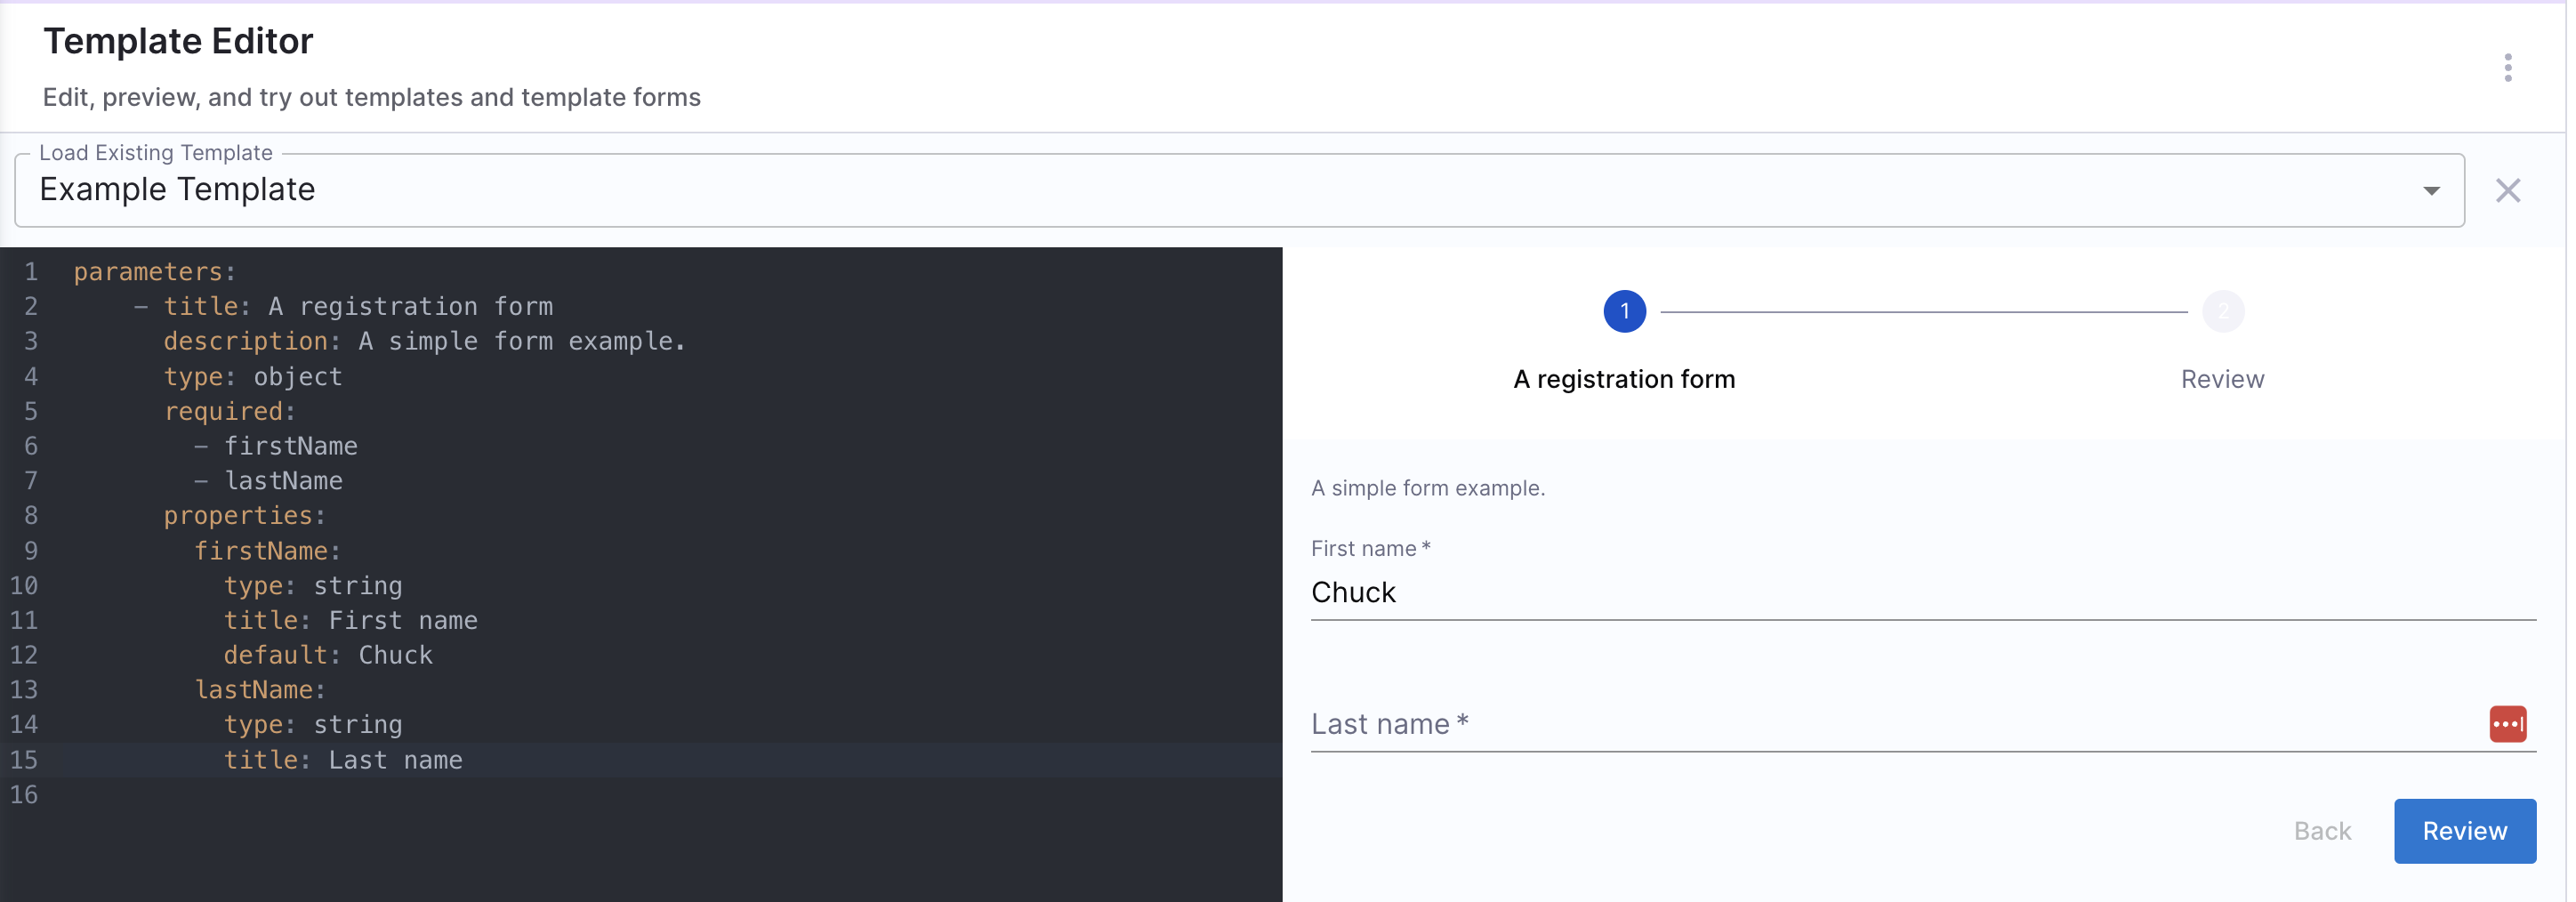 Template Editor
Edit, preview, and try out templates and template forms
Load Existing Template
Example Template
1 parameters:
2 - title: A registration form
3 description: A simple form example.
4 type: object
5 required:
6 - firstName
7 - lastName
8 properties:
9 firstName:
10 type: string
11 title: First name
12 default: Chuck
13 lastName:
14 type: string
15 title: Last name
16
1
2
A registration form
Review
A simple form example.
First name *
Chuck
Last name *
Back
Review